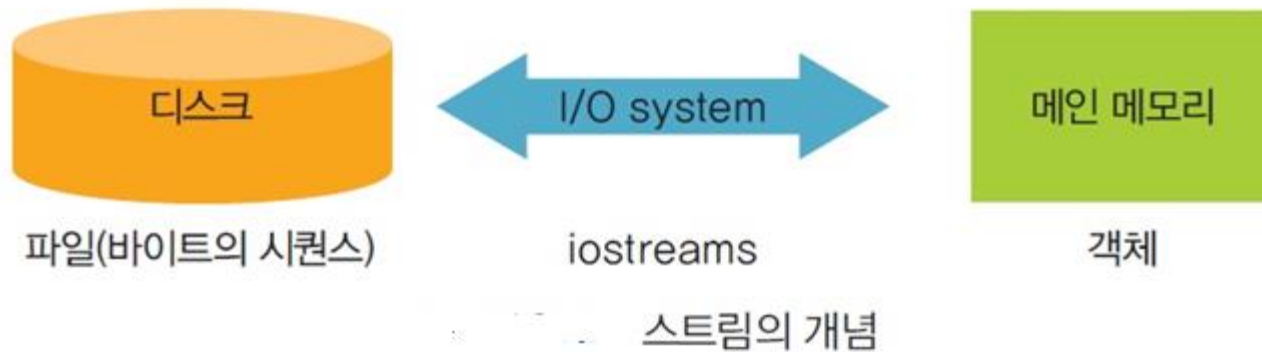 디스크 I/O system 메인 메모리
파일(바이트의 시퀀스) iostreams 객체
스트림의 개념